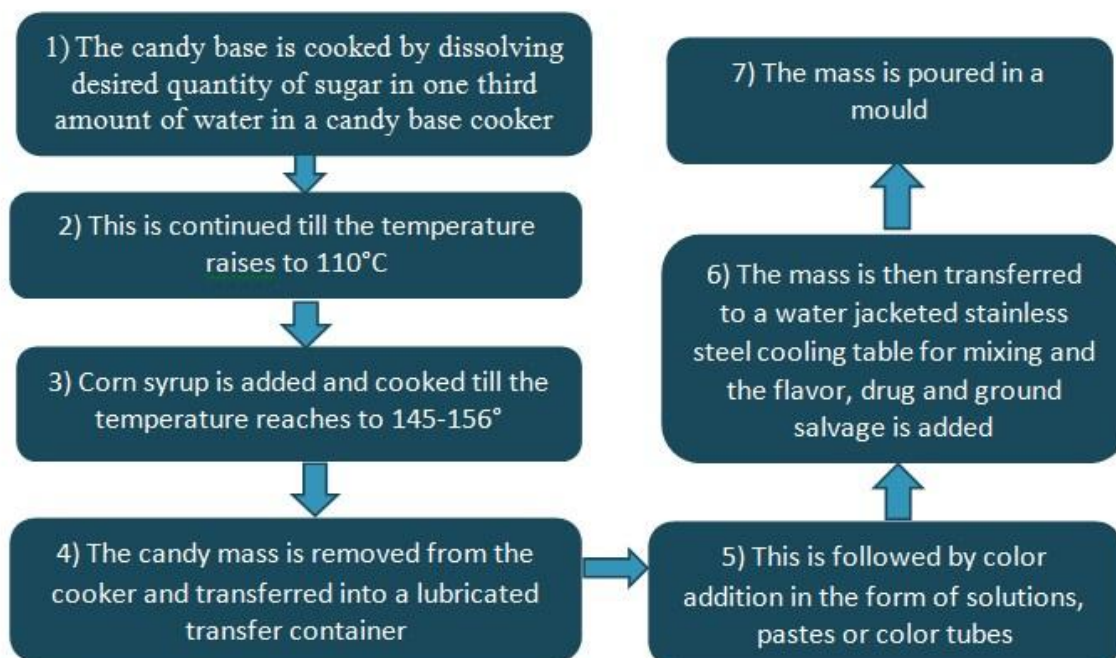 1) The candy base is cooked by dissolving
desired quantity of sugar in one third
amount of water in a candy base cooker
2) This is continued till the temperature
raises to 110°C
3) Corn syrup is added and cooked till the
temperature reaches to 145-156°
4) The candy mass is removed from the
cooker and transferred into a lubricated
transfer container
5) This is followed by color
addition in the form of solutions,
pastes or color tubes
6) The mass is then transferred
to a water jacketed stainless
steel cooling table for mixing and
the flavor, drug and ground
salvage is added
7) The mass is poured in a
mould